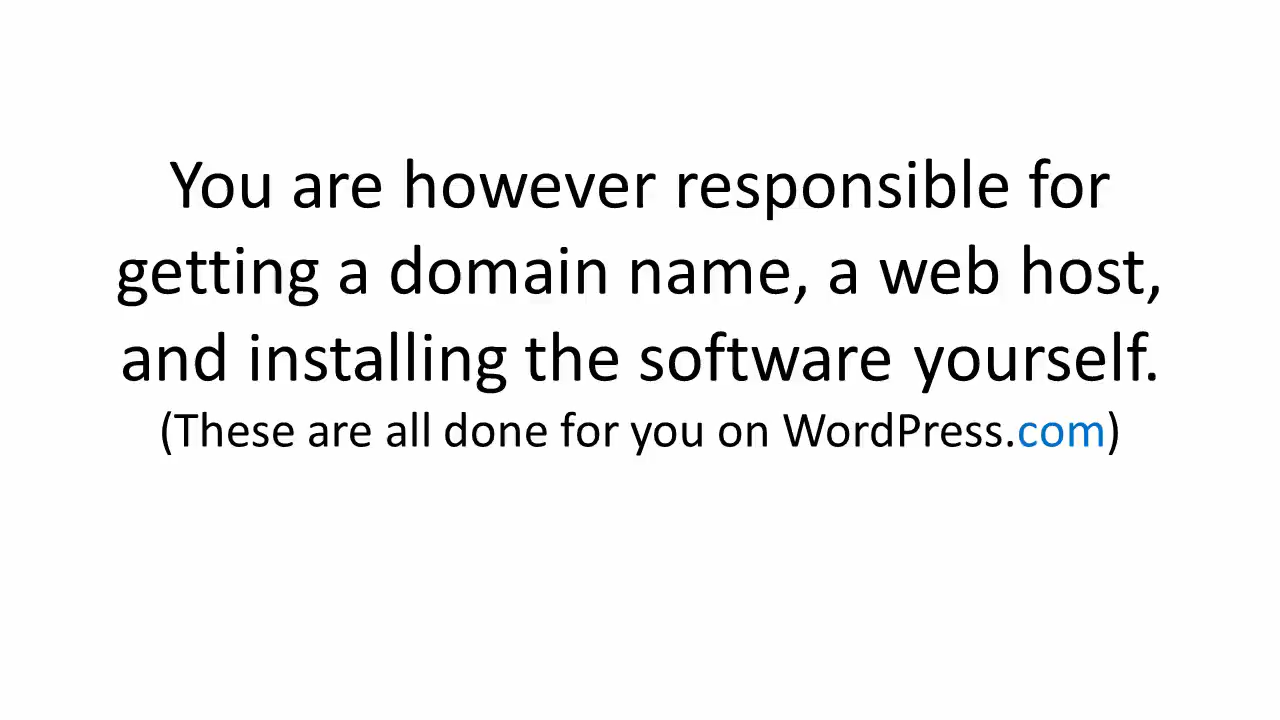 You are however responsible for
getting a domain name, a web host,
and installing the software yourself.
(These are all done for you on WordPress.com)